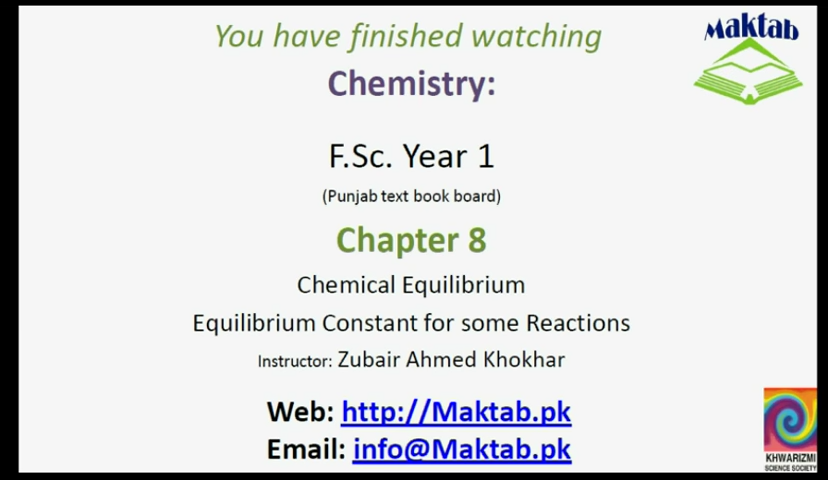 You have finished watching
Maktab
Chemistry:
F.Sc. Year 1
(Punjab text book board)
Chapter 8
Chemical Equilibrium
Equilibrium Constant for some Reactions
Instructor: Zubair Ahmed Khokhar
Web: http://Maktab.pk
Email: info@Maktab.pk
KHWARIZMI
SCIENCE SOCIETY